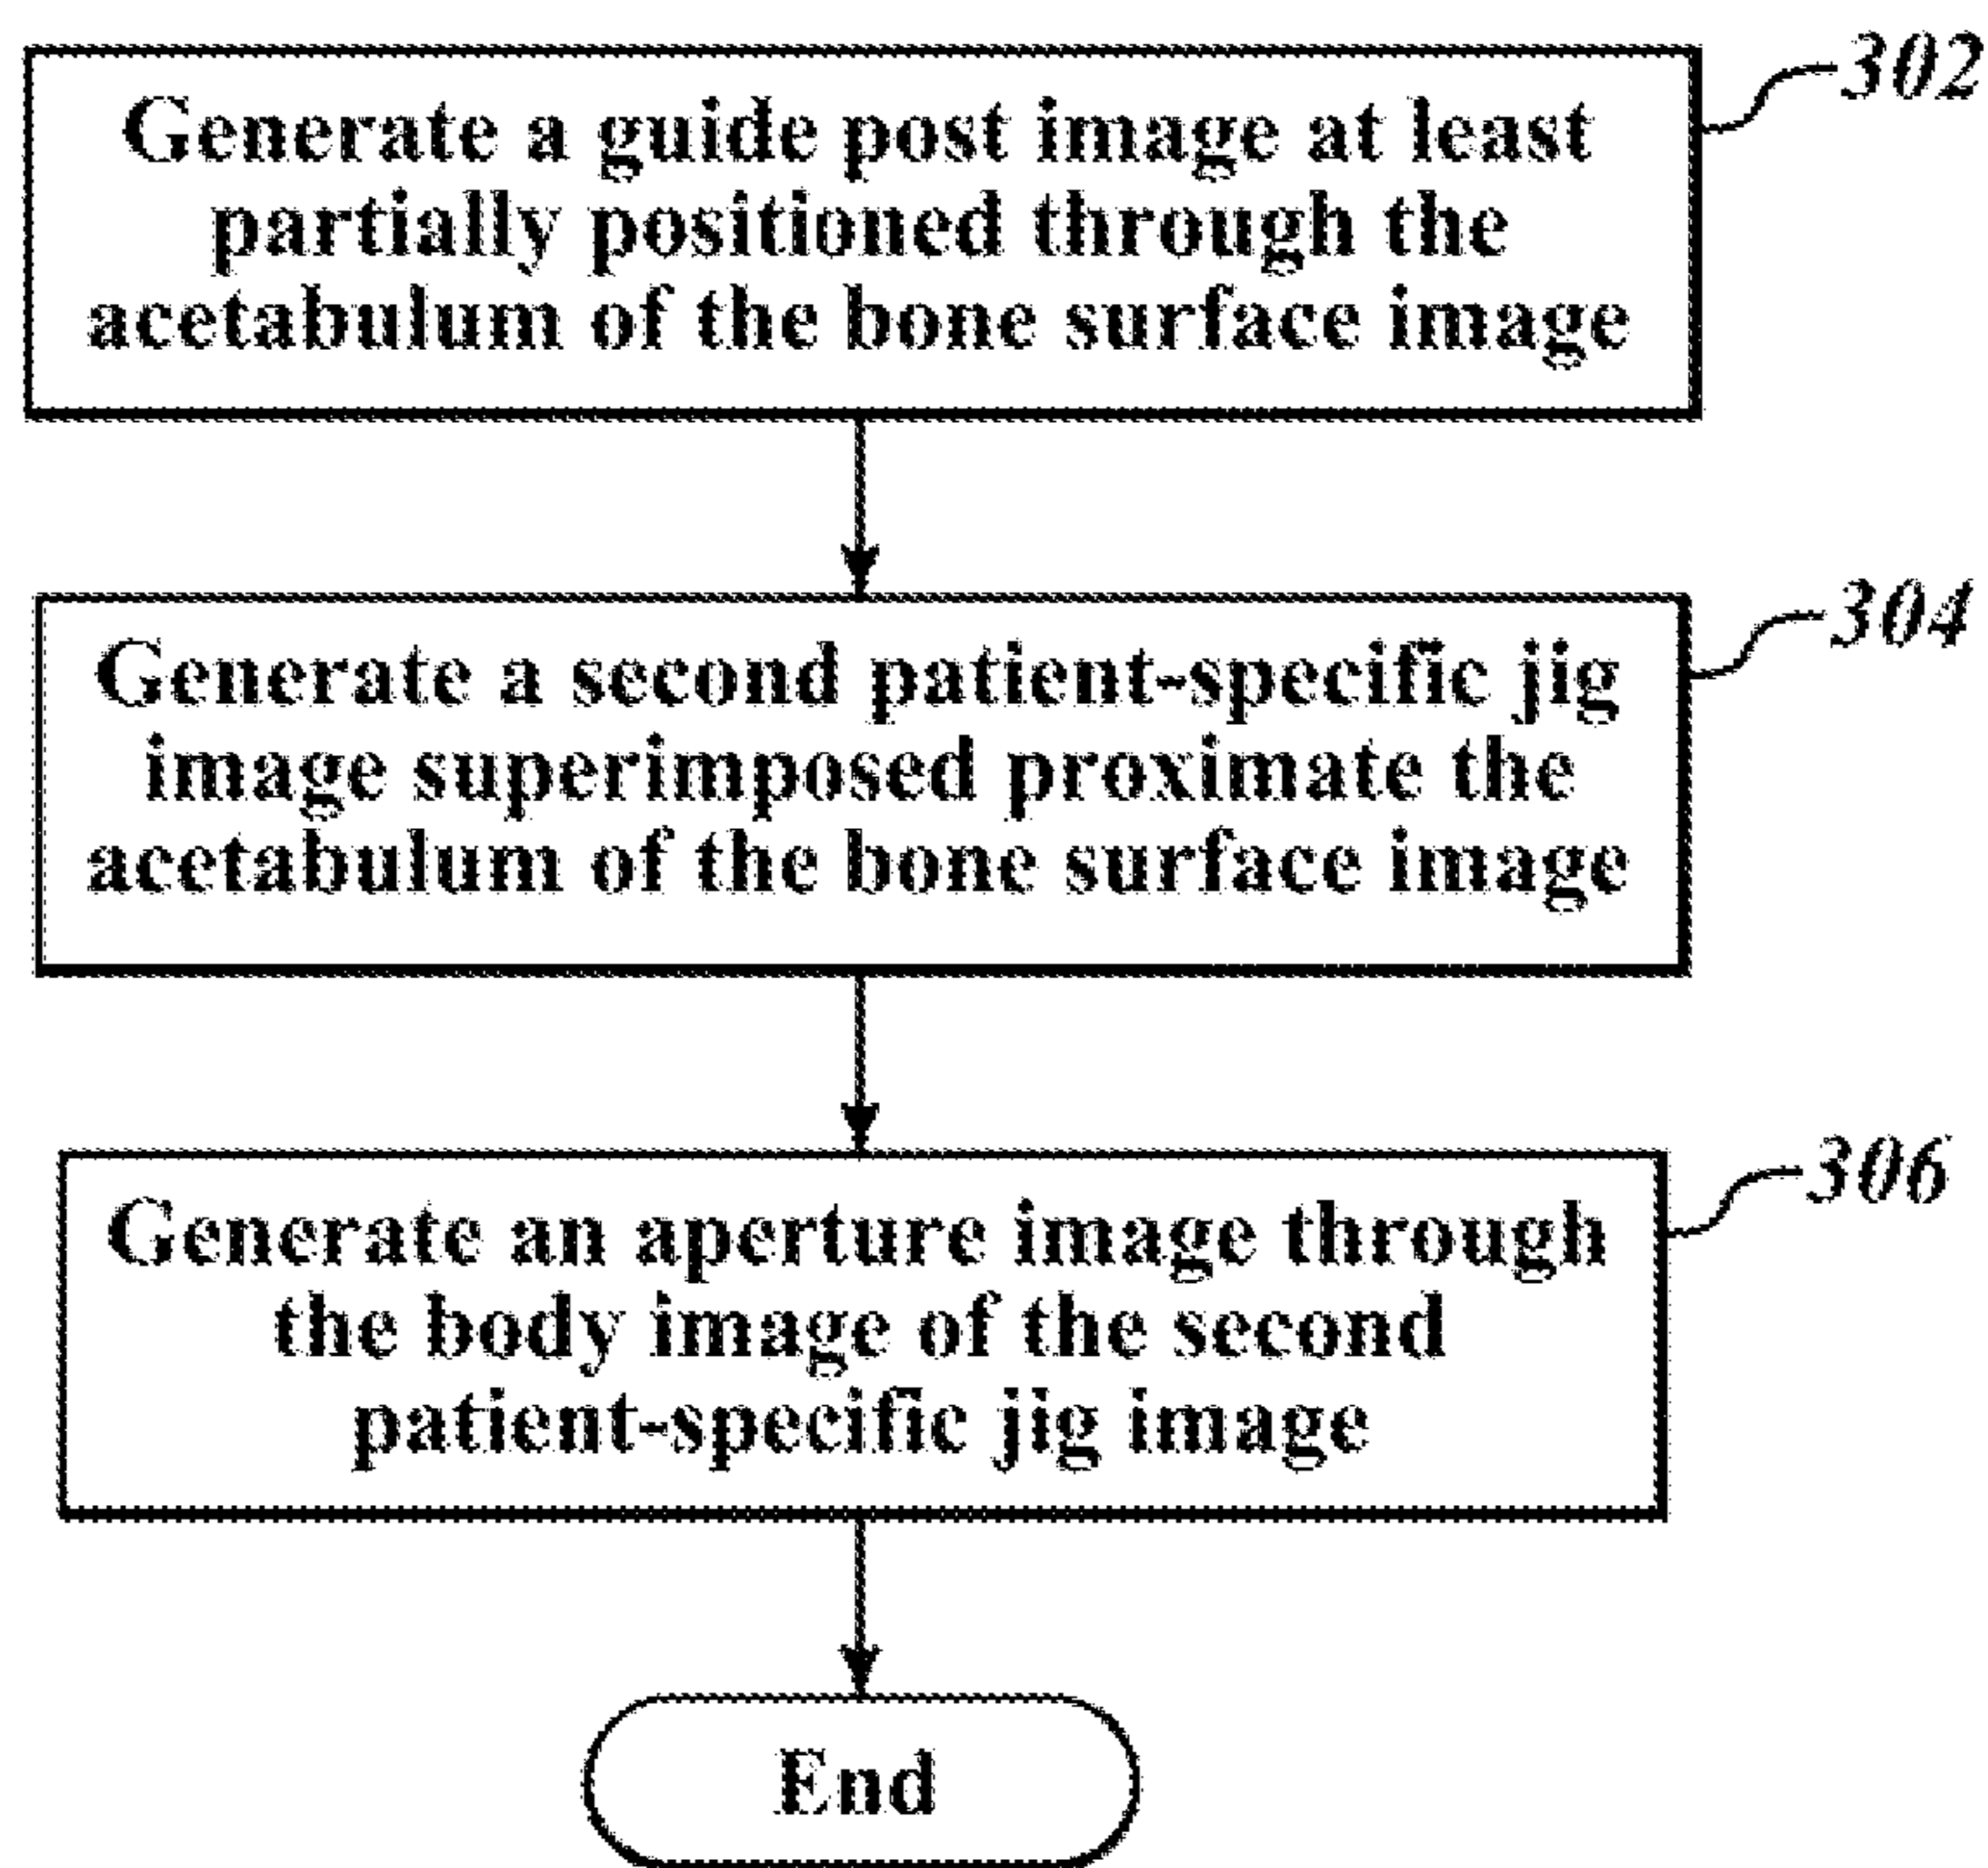 Generate a guide post image at least
partially positioned through the
acetabulum of the bone surface image
302
Generate a second patient-specific jig
image superimposed proximate the
acetabulum of the bone surface image
304
Generate an aperture image through
the body image of the second
patient-specific jig image
306
End